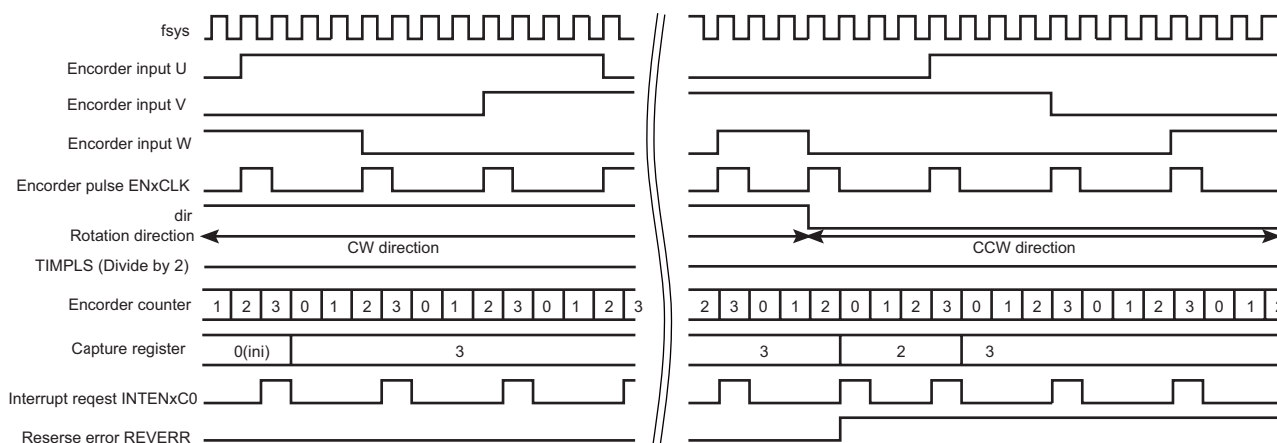 fsys
Encorder input U
Encorder input V
Encorder input W
Encorder pulse ENxCLK
dir
Rotation direction
CW direction
CCW direction
TIMPLS (Divide by 2)
Encorder counter 1 2 3 0 1 2 3 0 1 2 3 0 1 2 3 2 3 0 1 2 0 1 2 3 0 1 2 3 0 1 2 3 0 1 2
Capture register 0(ini) 3 3 2 3
Interrupt reqest INTENxC0
Reserse error REVERR